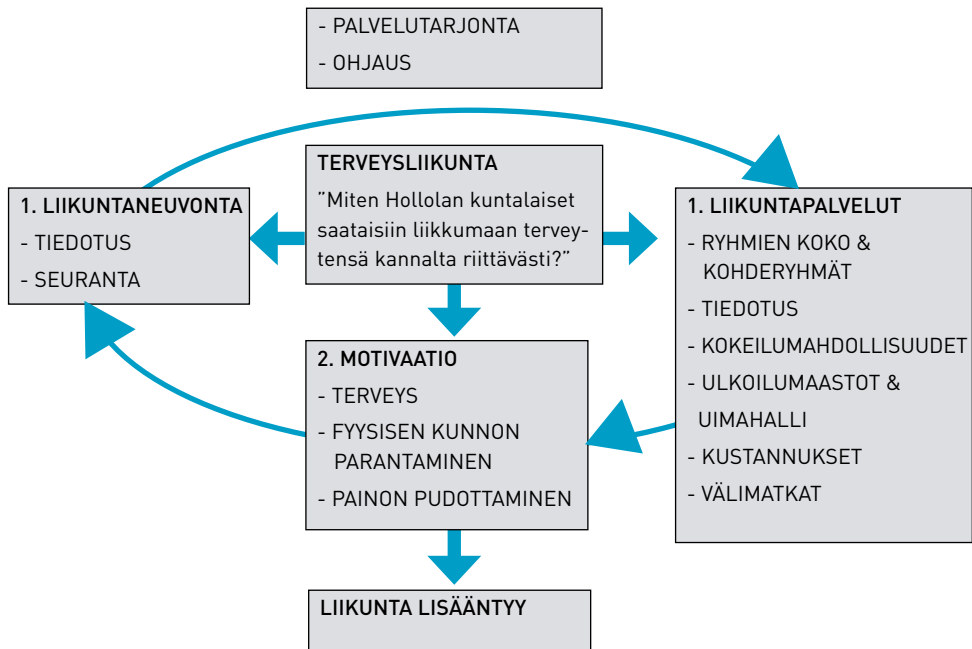 - PALVELUTARJONTA
- OHJAUS
TERVEYSLIIKUNTA
”Miten Hollolan kuntalaiset
saataisiin liikkumaan tervey-
tensä kannalta riittävästi?”
1. LIIKUNTANEUVONTA
- TIEDOTUS
- SEURANTA
1. LIIKUNTAPALVELUT
- RYHMIEN KOKO &
KOHDERYHMÄT
- TIEDOTUS
- KOKEILUMAHDOLLISUUDET
- ULKOILUMAASTOT &
UIMAHALLI
- KUSTANNUKSET
- VÄLIMATKAT
2. MOTIVAATIO
- TERVEYS
- FYYSISEN KUNNON
PARANTAMINEN
- PAINON PUDOTTAMINEN
LIIKUNTA LISÄÄNTYY